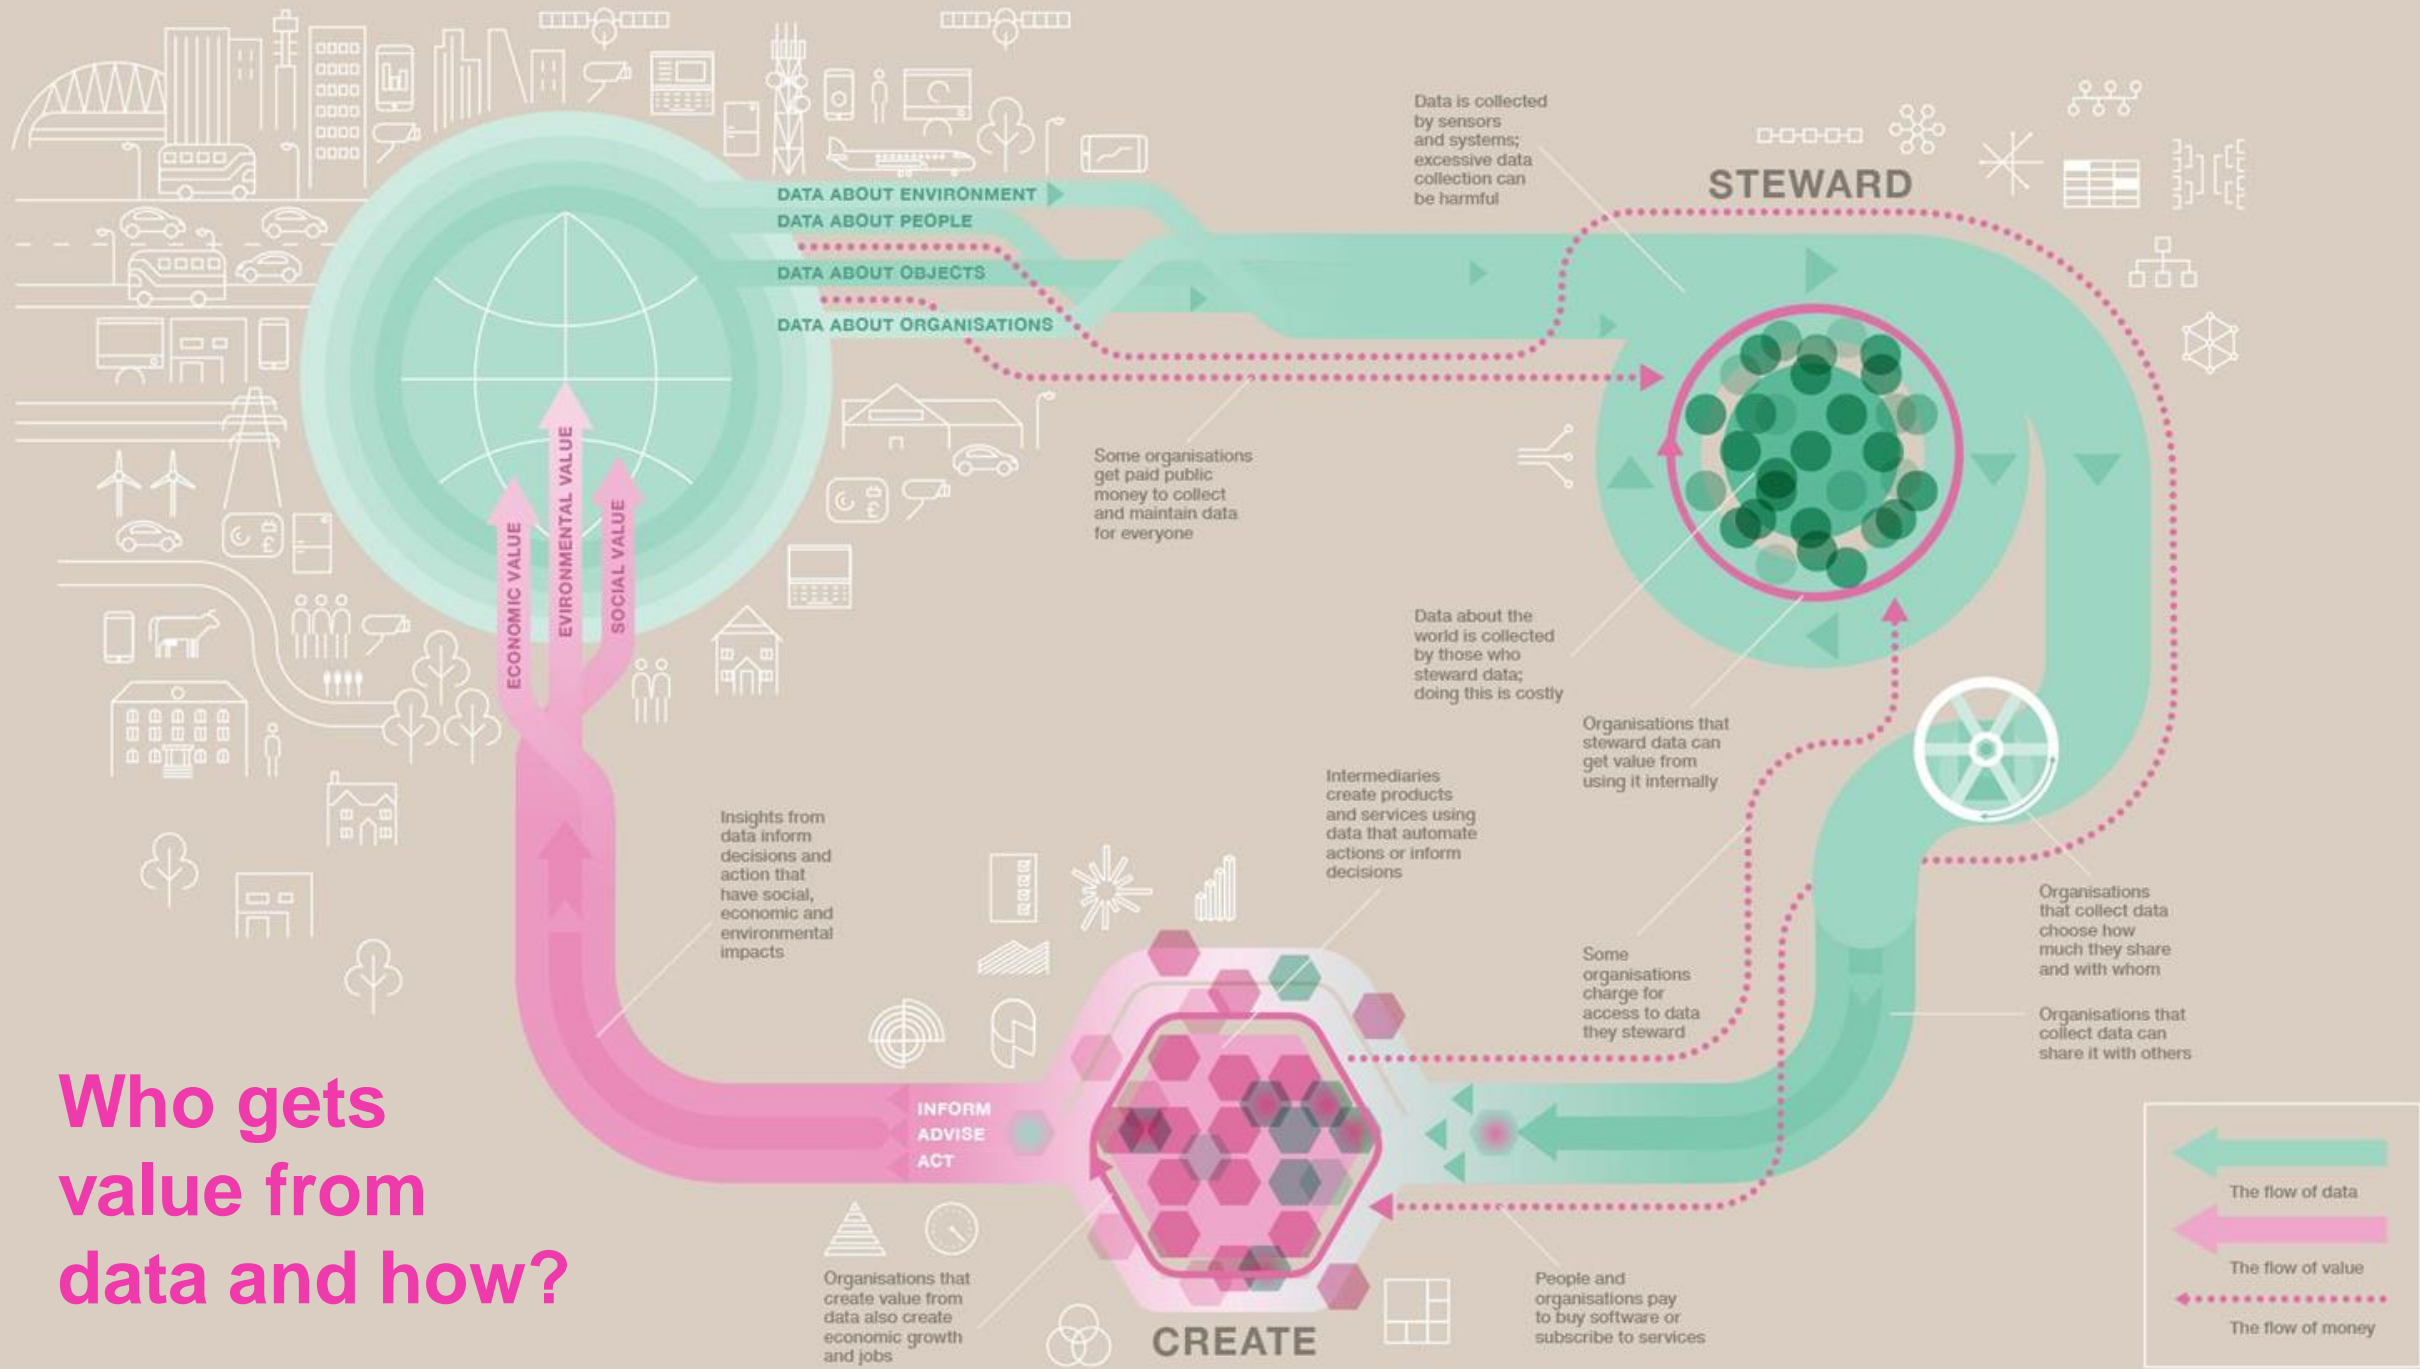 DATA ABOUT ENVIRONMENT
DATA ABOUT PEOPLE
DATA ABOUT OBJECTS
DATA ABOUT ORGANISATIONS
Data is collected
by sensors
and systems;
excessive data
collection can
be harmful
STEWARD
Some organisations
get paid public
money to collect
and maintain data
for everyone
ECONOMIC VALUE
EVIRONMENTAL VALUE
SOCIAL VALUE
Data about the
world is collected
by those who
steward data;
doing this is costly
Organisations that
steward data can
get value from
using it internally
Intermediaries
create products
and services using
data that automate
actions or inform
decisions
Insights from
data inform
decisions and
action that
have social,
economic and
environmental
impacts
Organisations
that collect data
choose how
much they share
and with whom
Some
organisations
charge for
access to data
they steward
Organisations that
collect data can
share it with others
INFORM
ADVISE
ACT
Who gets
value from
data and how?
Organisations that
create value from
data also create
economic growth
and jobs
CREATE
People and
organisations pay
to buy software or
subscribe to services
The flow of data
The flow of value
The flow of money